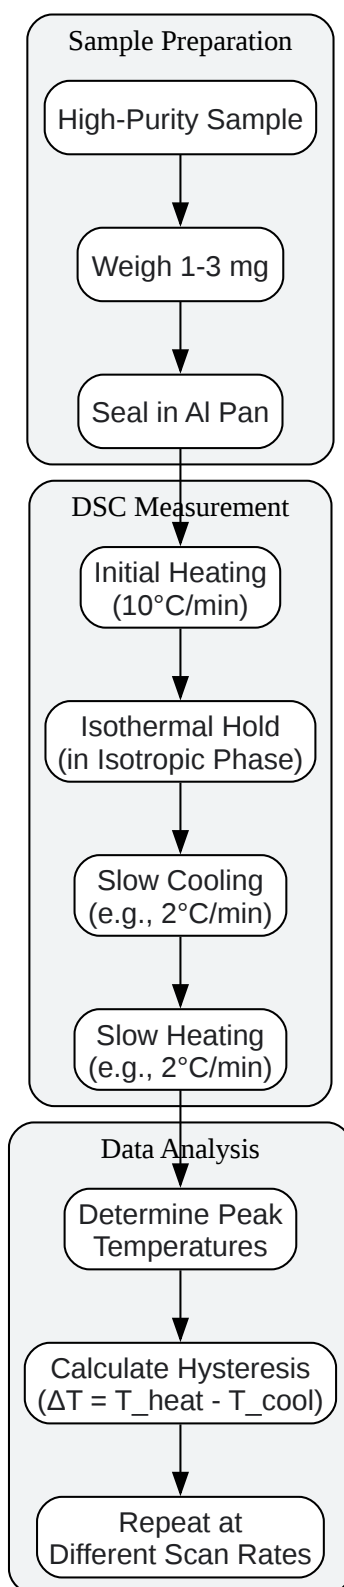 Sample Preparation
High-Purity Sample
Weigh 1-3 mg
Seal in Al Pan
DSC Measurement
Initial Heating
(10°C/min)
Isothermal Hold
(in Isotropic Phase)
Slow Cooling
(e.g., 2°C/min)
Slow Heating
(e.g., 2°C/min)
Data Analysis
Determine Peak
Temperatures
Calculate Hysteresis
(ΔT = T_heat - T_cool)
Repeat at
Different Scan Rates